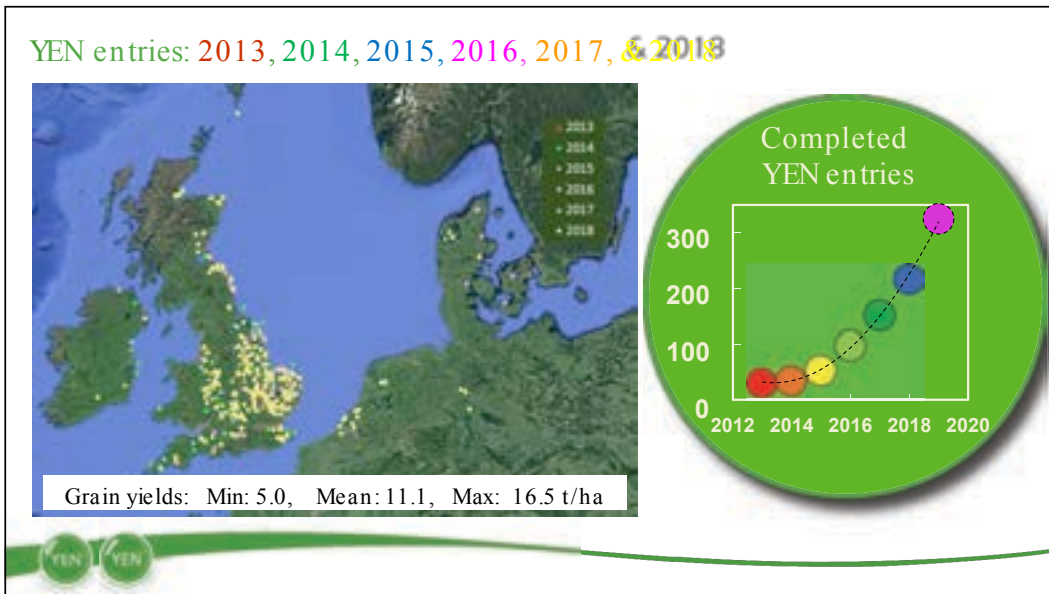 YEN entries: 2013, 2014, 2015, 2016, 2017, & 2018
2013
2014
2015
2016
2017
2018
Grain yields: Min: 5.0, Mean: 11.1, Max: 16.5 t/ha
Completed
YEN entries
300
200
100
0
2012 2014 2016 2018 2020
YEN YEN